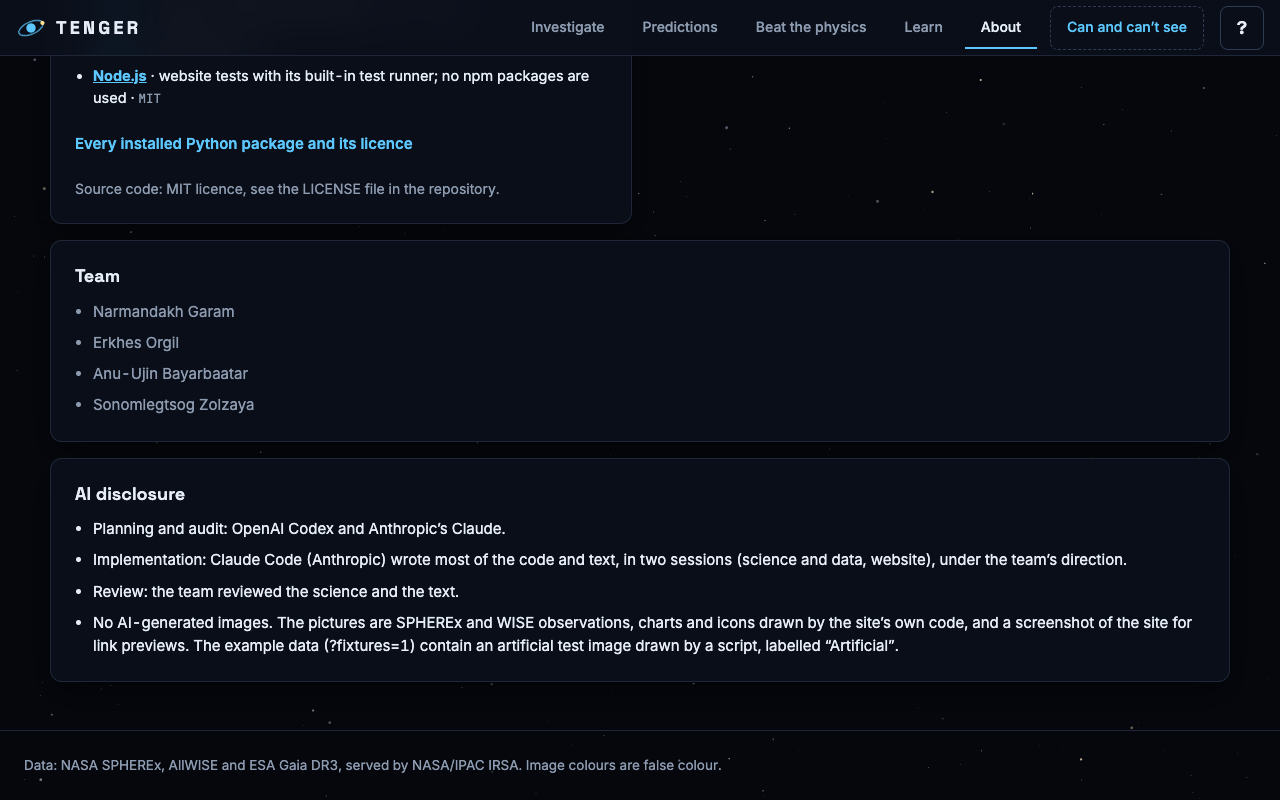 TENGER
Investigate
Predictions
Beat the physics
Learn
About
Can and can’t see
?
• Node.js · website tests with its built-in test runner; no npm packages are
used · MIT
Every installed Python package and its licence
Source code: MIT licence, see the LICENSE file in the repository.
Team
• Narmandakh Garam
• Erkhes Orgil
• Anu-Ujin Bayarbaatar
• Sonomlegtsog Zolzaya
AI disclosure
• Planning and audit: OpenAI Codex and Anthropic’s Claude.
• Implementation: Claude Code (Anthropic) wrote most of the code and text, in two sessions (science and data, website), under the team’s direction.
• Review: the team reviewed the science and the text.
• No AI-generated images. The pictures are SPHEREx and WISE observations, charts and icons drawn by the site’s own code, and a screenshot of the site for
link previews. The example data (?fixtures=1) contain an artificial test image drawn by a script, labelled “Artificial”.
Data: NASA SPHEREx, AllWISE and ESA Gaia DR3, served by NASA/IPAC IRSA. Image colours are false colour.